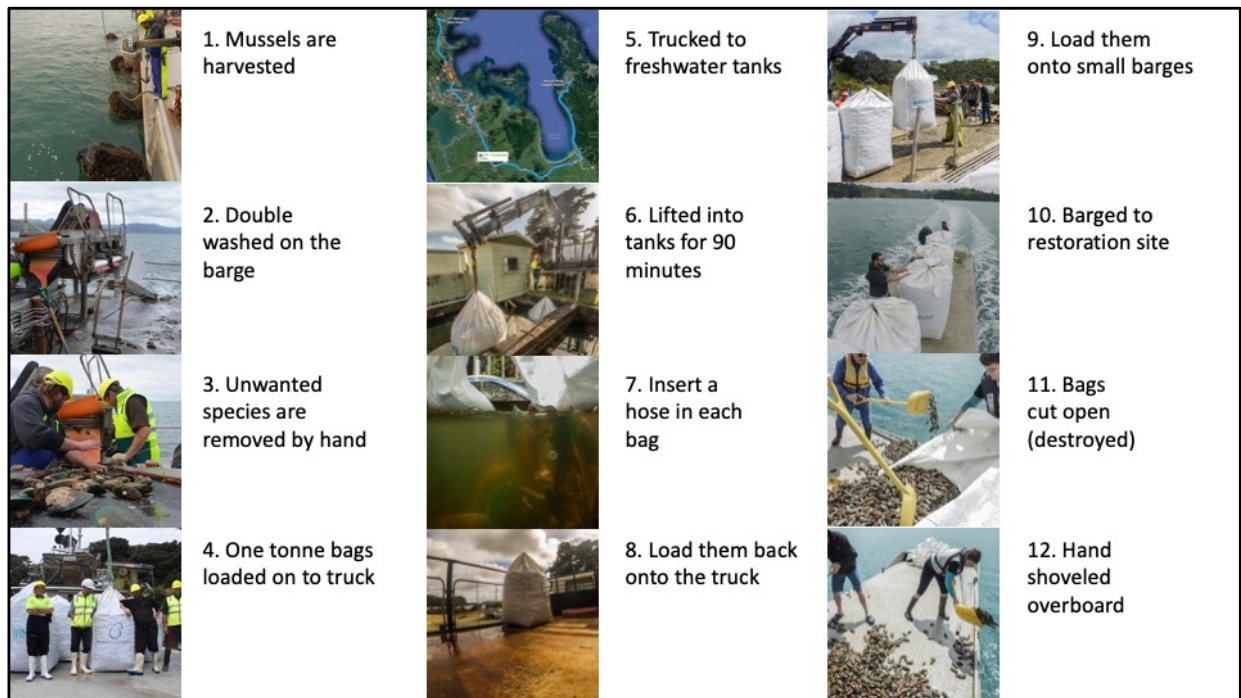 1. Mussels are
harvested
2. Double
washed on the
barge
3. Unwanted
species are
removed by hand
4. One tonne bags
loaded on to truck
5. Trucked to
freshwater tanks
6. Lifted into
tanks for 90
minutes
7. Insert a
hose in each
bag
8. Load them back
onto the truck
9. Load them
onto small barges
10. Barged to
restoration site
11. Bags
cut open
(destroyed)
12. Hand
shoveled
overboard